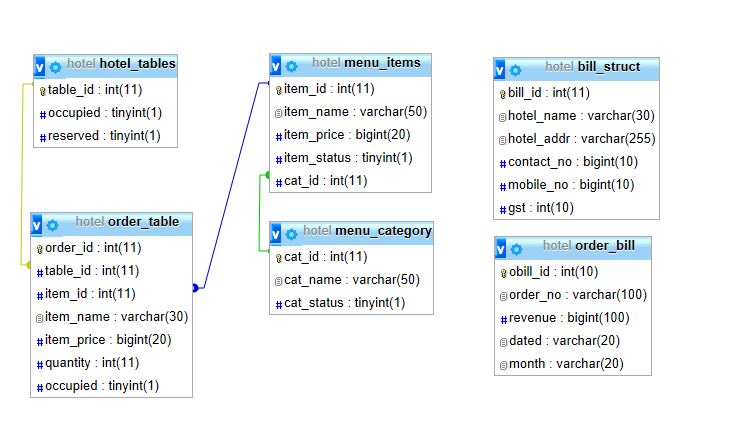 hotel hotel_tables
table_id : int(11)
occupied : tinyint(1)
reserved : tinyint(1)
hotel menu_items
item_id : int(11)
item_name : varchar(50)
item_price : bigint(20)
item_status : tinyint(1)
cat_id : int(11)
hotel bill_struct
bill_id : int(11)
hotel_name : varchar(30)
hotel_addr : varchar(255)
contact_no : bigint(10)
mobile_no : bigint(10)
gst : int(10)
hotel order_table
order_id : int(11)
table_id : int(11)
item_id : int(11)
item_name : varchar(30)
item_price : bigint(20)
quantity : int(11)
occupied : tinyint(1)
hotel menu_category
cat_id : int(11)
cat_name : varchar(50)
cat_status : tinyint(1)
hotel order_bill
obill_id : int(10)
order_no : varchar(100)
revenue : bigint(100)
dated : varchar(20)
month : varchar(20)